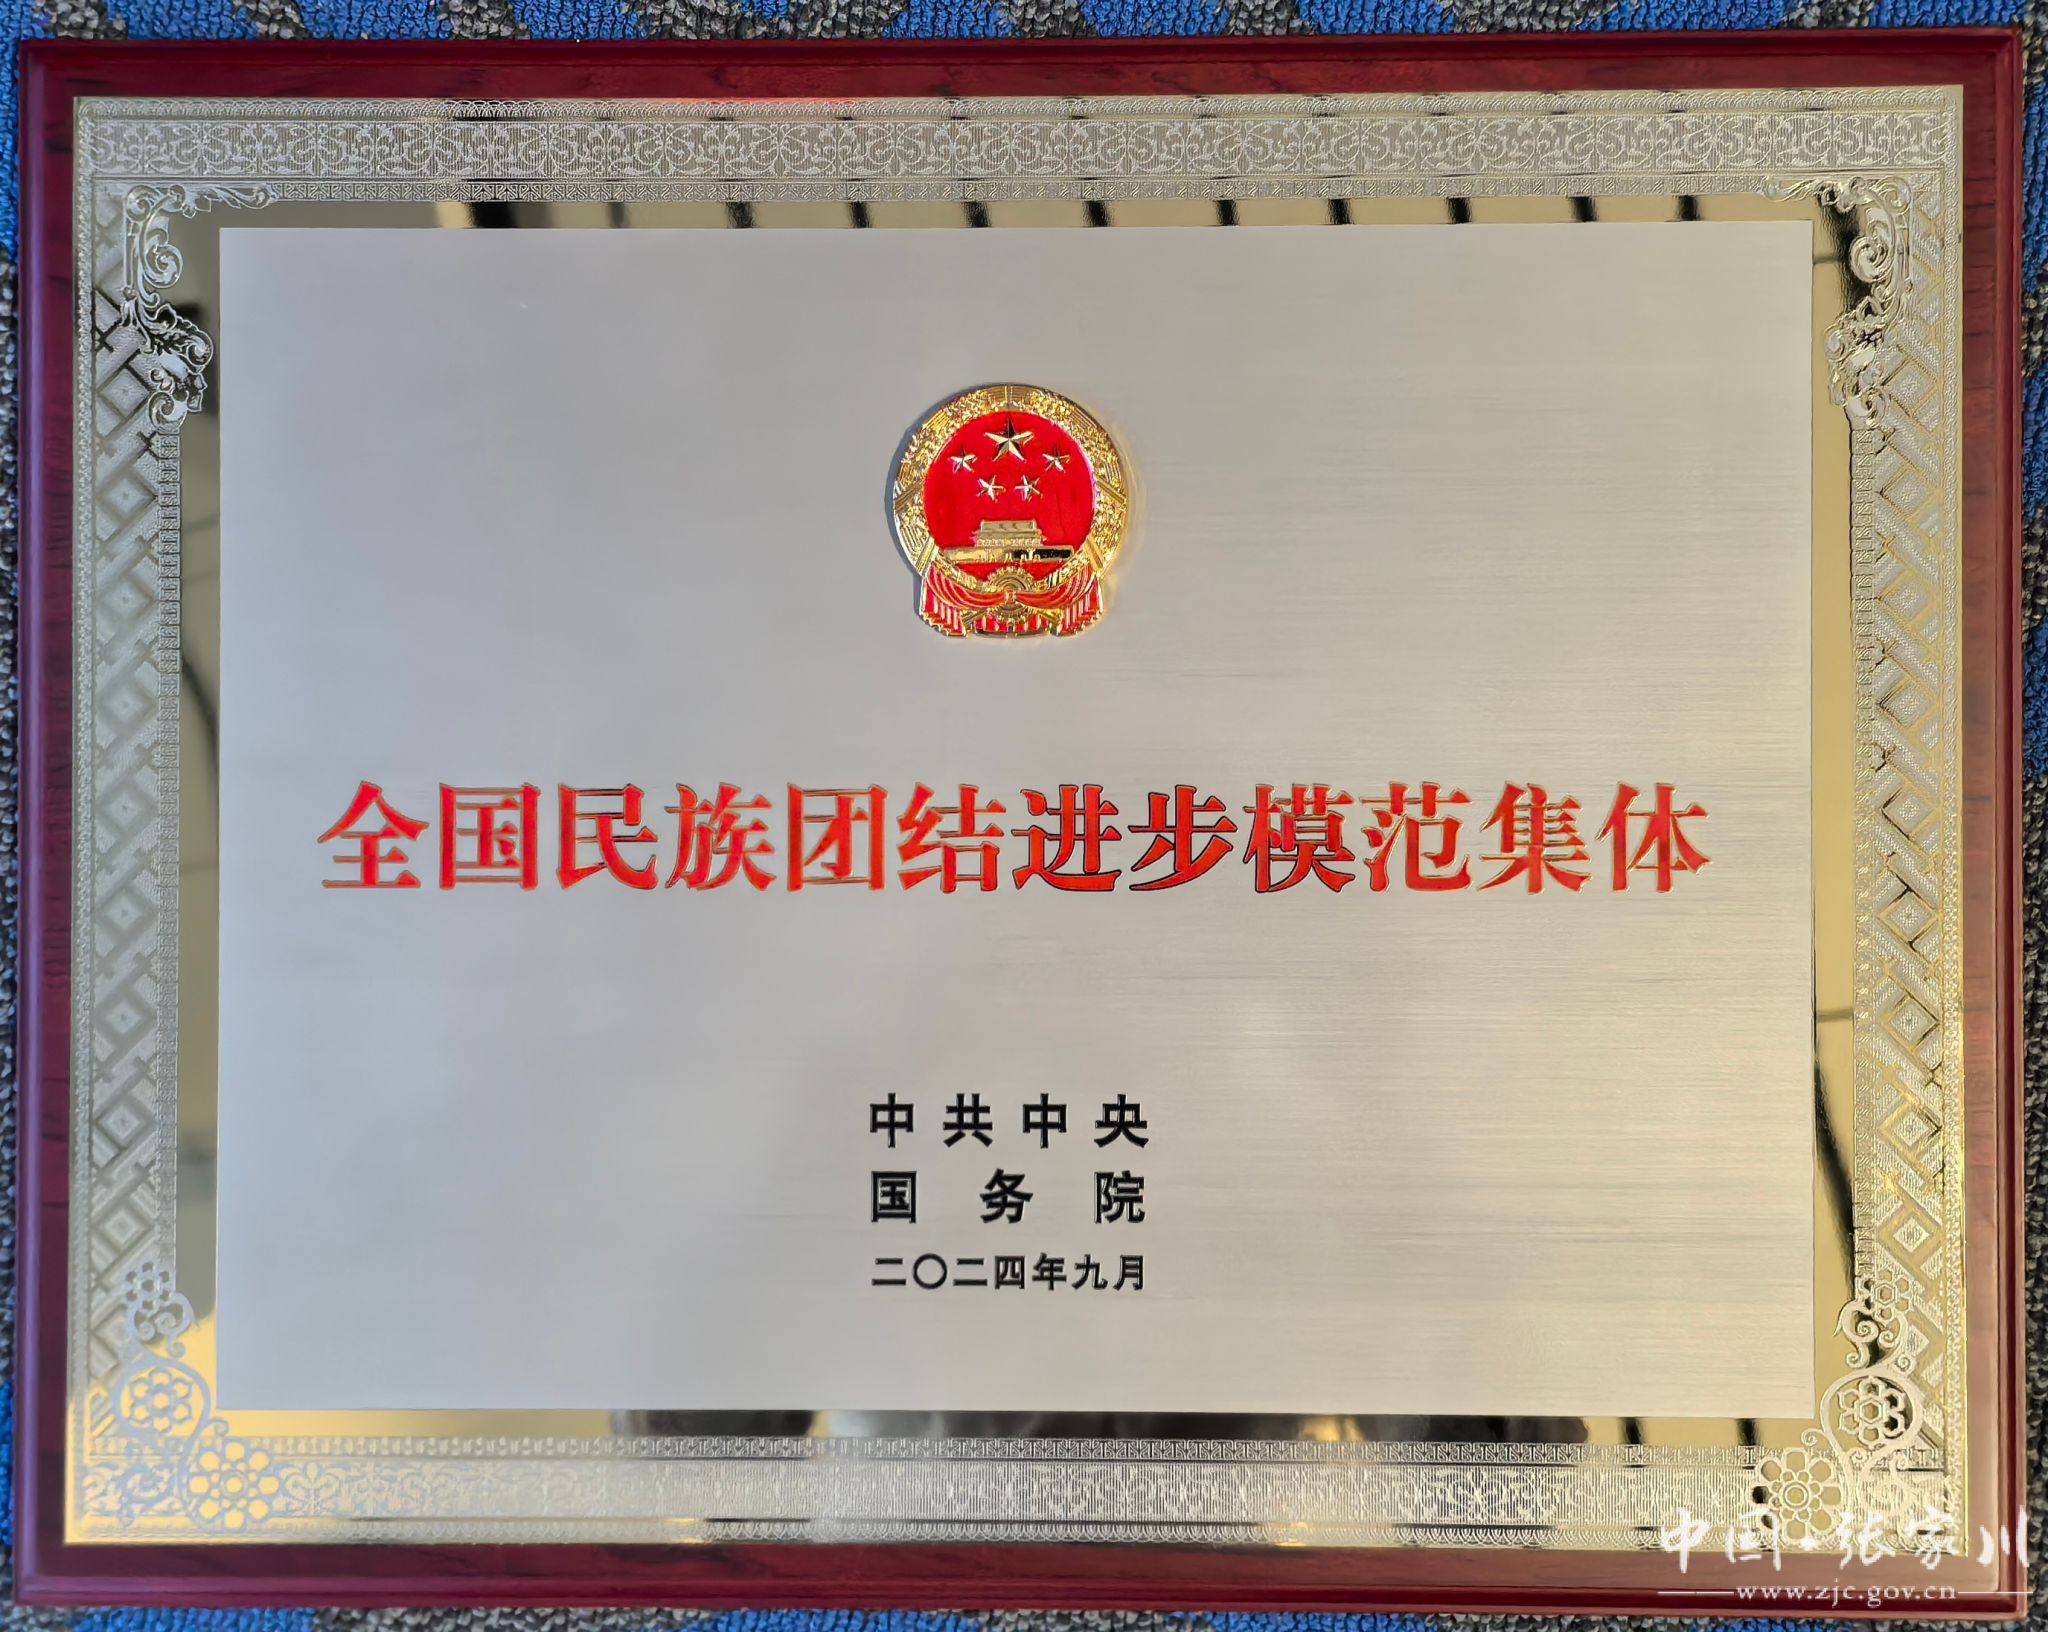 全国民族团结进步模范集体
中共中央
国务院
二〇二四年九月
中国·张家川
www.zjc.gov.cn